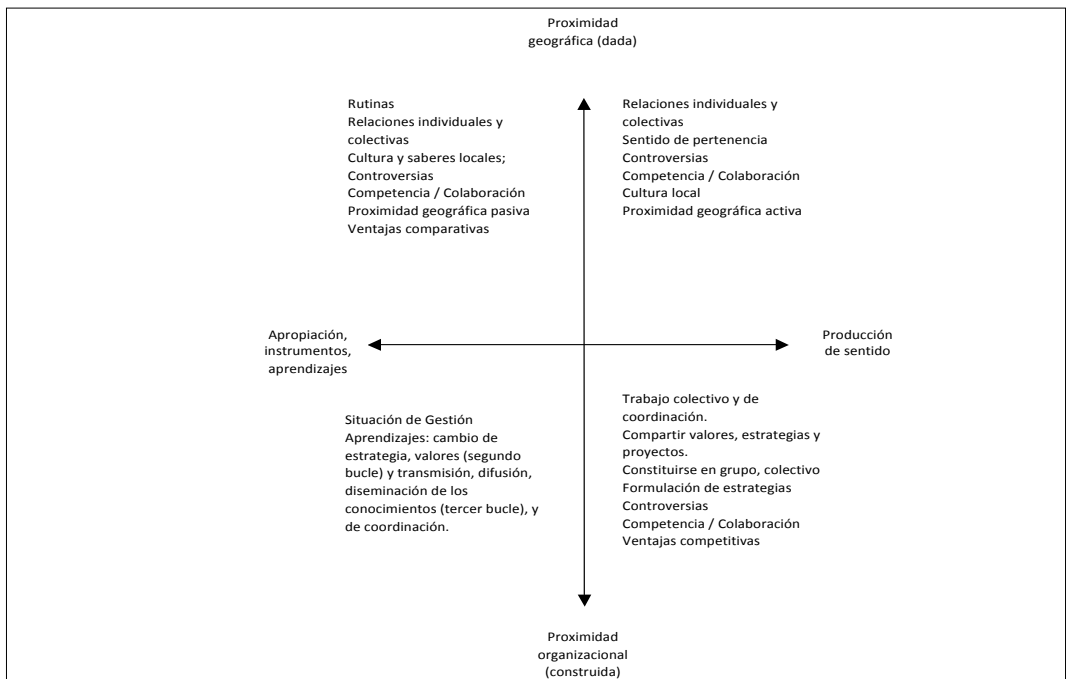 Proximidad
geográfica (dada)
Rutinas
Relaciones individuales y
colectivas
Cultura y saberes locales;
Controversias
Competencia / Colaboración
Proximidad geográfica pasiva
Ventajas comparativas
Relaciones individuales y
colectivas
Sentido de pertenencia
Controversias
Competencia / Colaboración
Cultura local
Proximidad geográfica activa
Apropiación,
instrumentos,
aprendizajes
Producción
de sentido
Situación de Gestión
Aprendizajes: cambio de
estrategia, valores (segundo
bucle) y transmisión, difusión,
diseminación de los
conocimientos (tercer bucle), y
de coordinación.
Trabajo colectivo y de
coordinación.
Compartir valores, estrategias y
proyectos.
Constituirse en grupo, colectivo
Formulación de estrategias
Controversias
Competencia / Colaboración
Ventajas competitivas
Proximidad
organizacional
(construida)